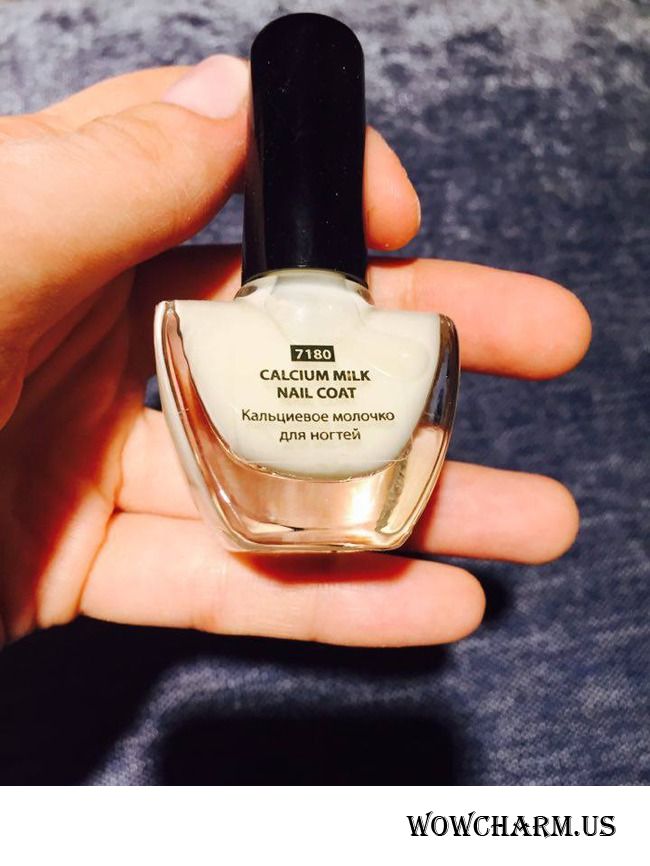 7180
CALCIUM MILK
NAIL COAT
Кальциевое молочко
для ногтей
WOWCHARM.US